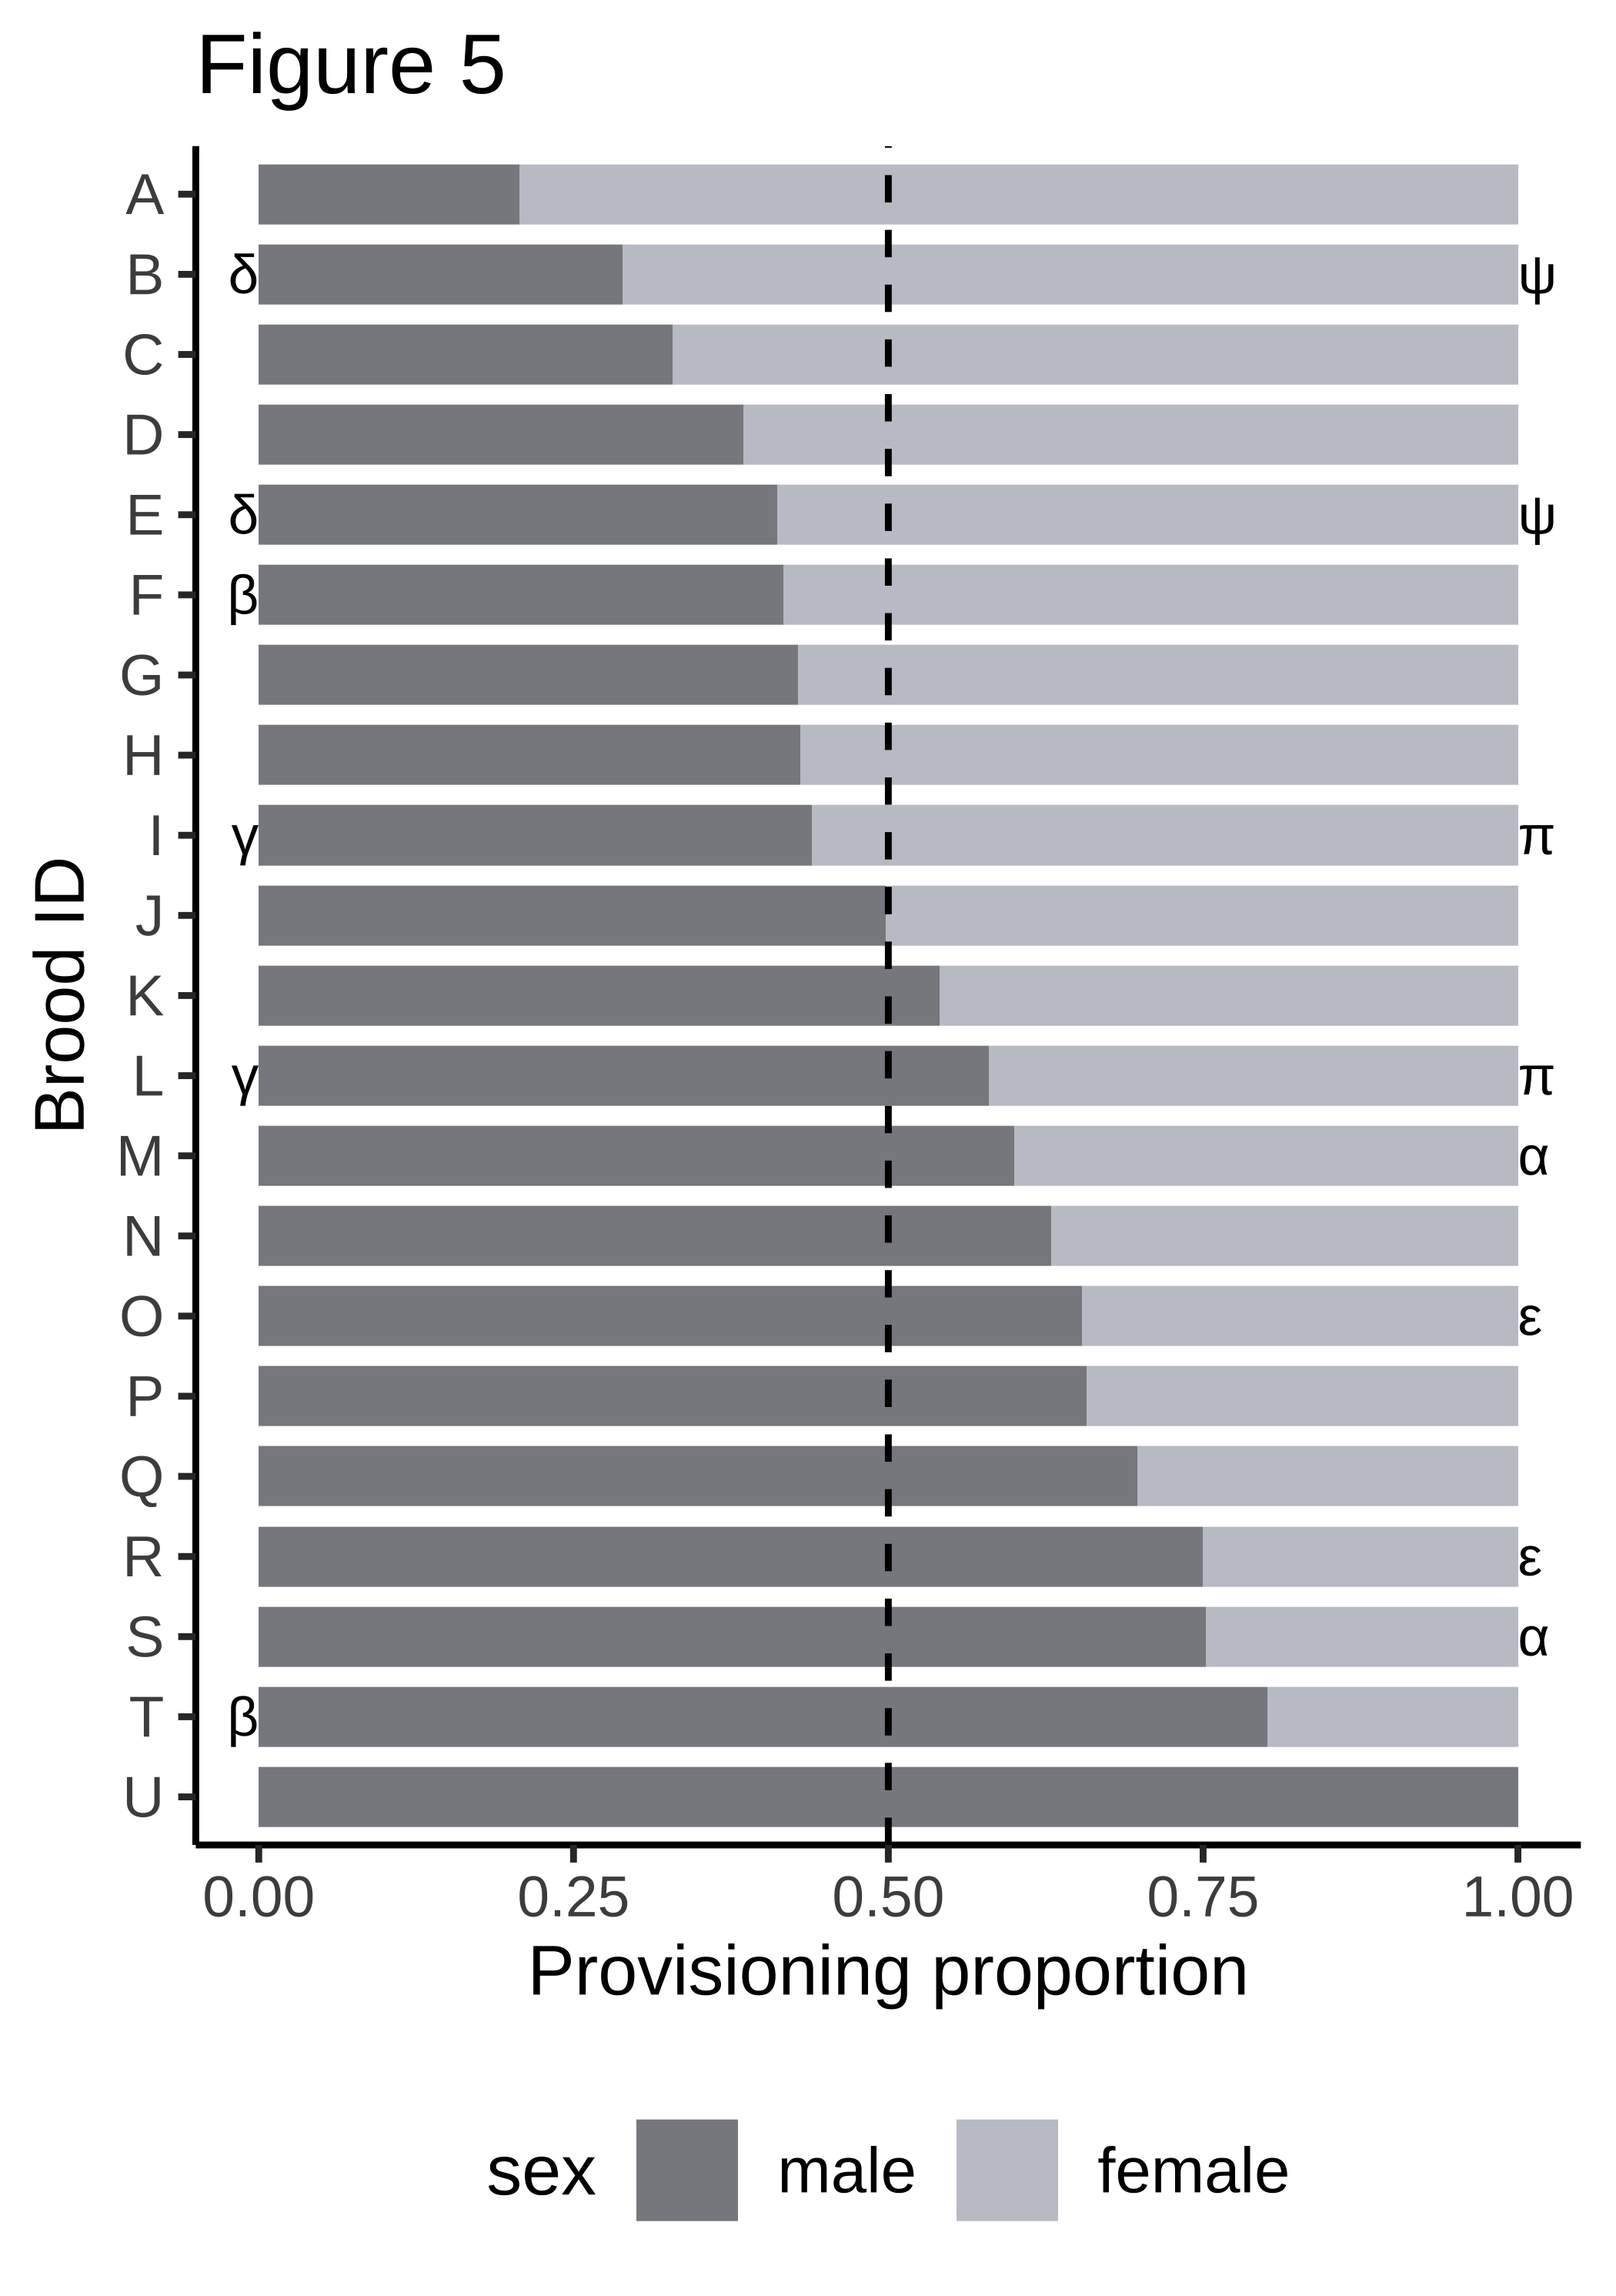 Figure 5
A
B δ ψ
C
D
E δ ψ
F β
G
H
I γ π
J
K
L γ π
M α
N
O ε
P
Q
R ε
S α
T β
U
Brood ID
0.00 0.25 0.50 0.75 1.00
Provisioning proportion
sex male female